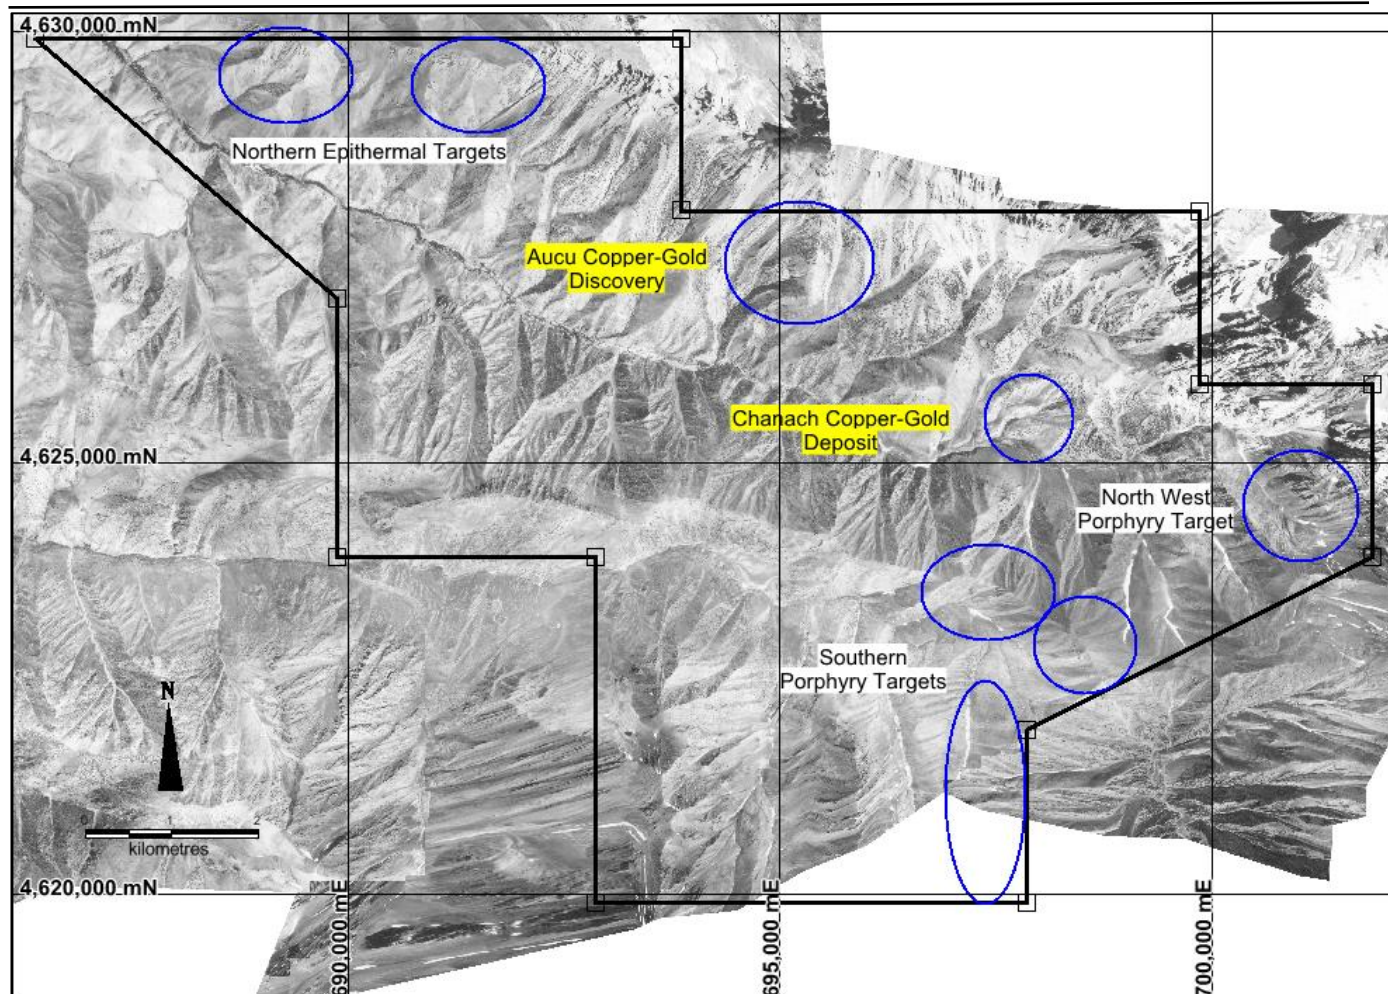 4,630,000 mN
Northern Epithermal Targets
Aucu Copper-Gold
Discovery
Chanach Copper-Gold
Deposit
4,625,000 mN
North West
Porphyry Target
Southern
Porphyry Targets
N
0 1 2
kilometres
4,620,000 mN
690,000 mE
695,000 mE
700,000 mE